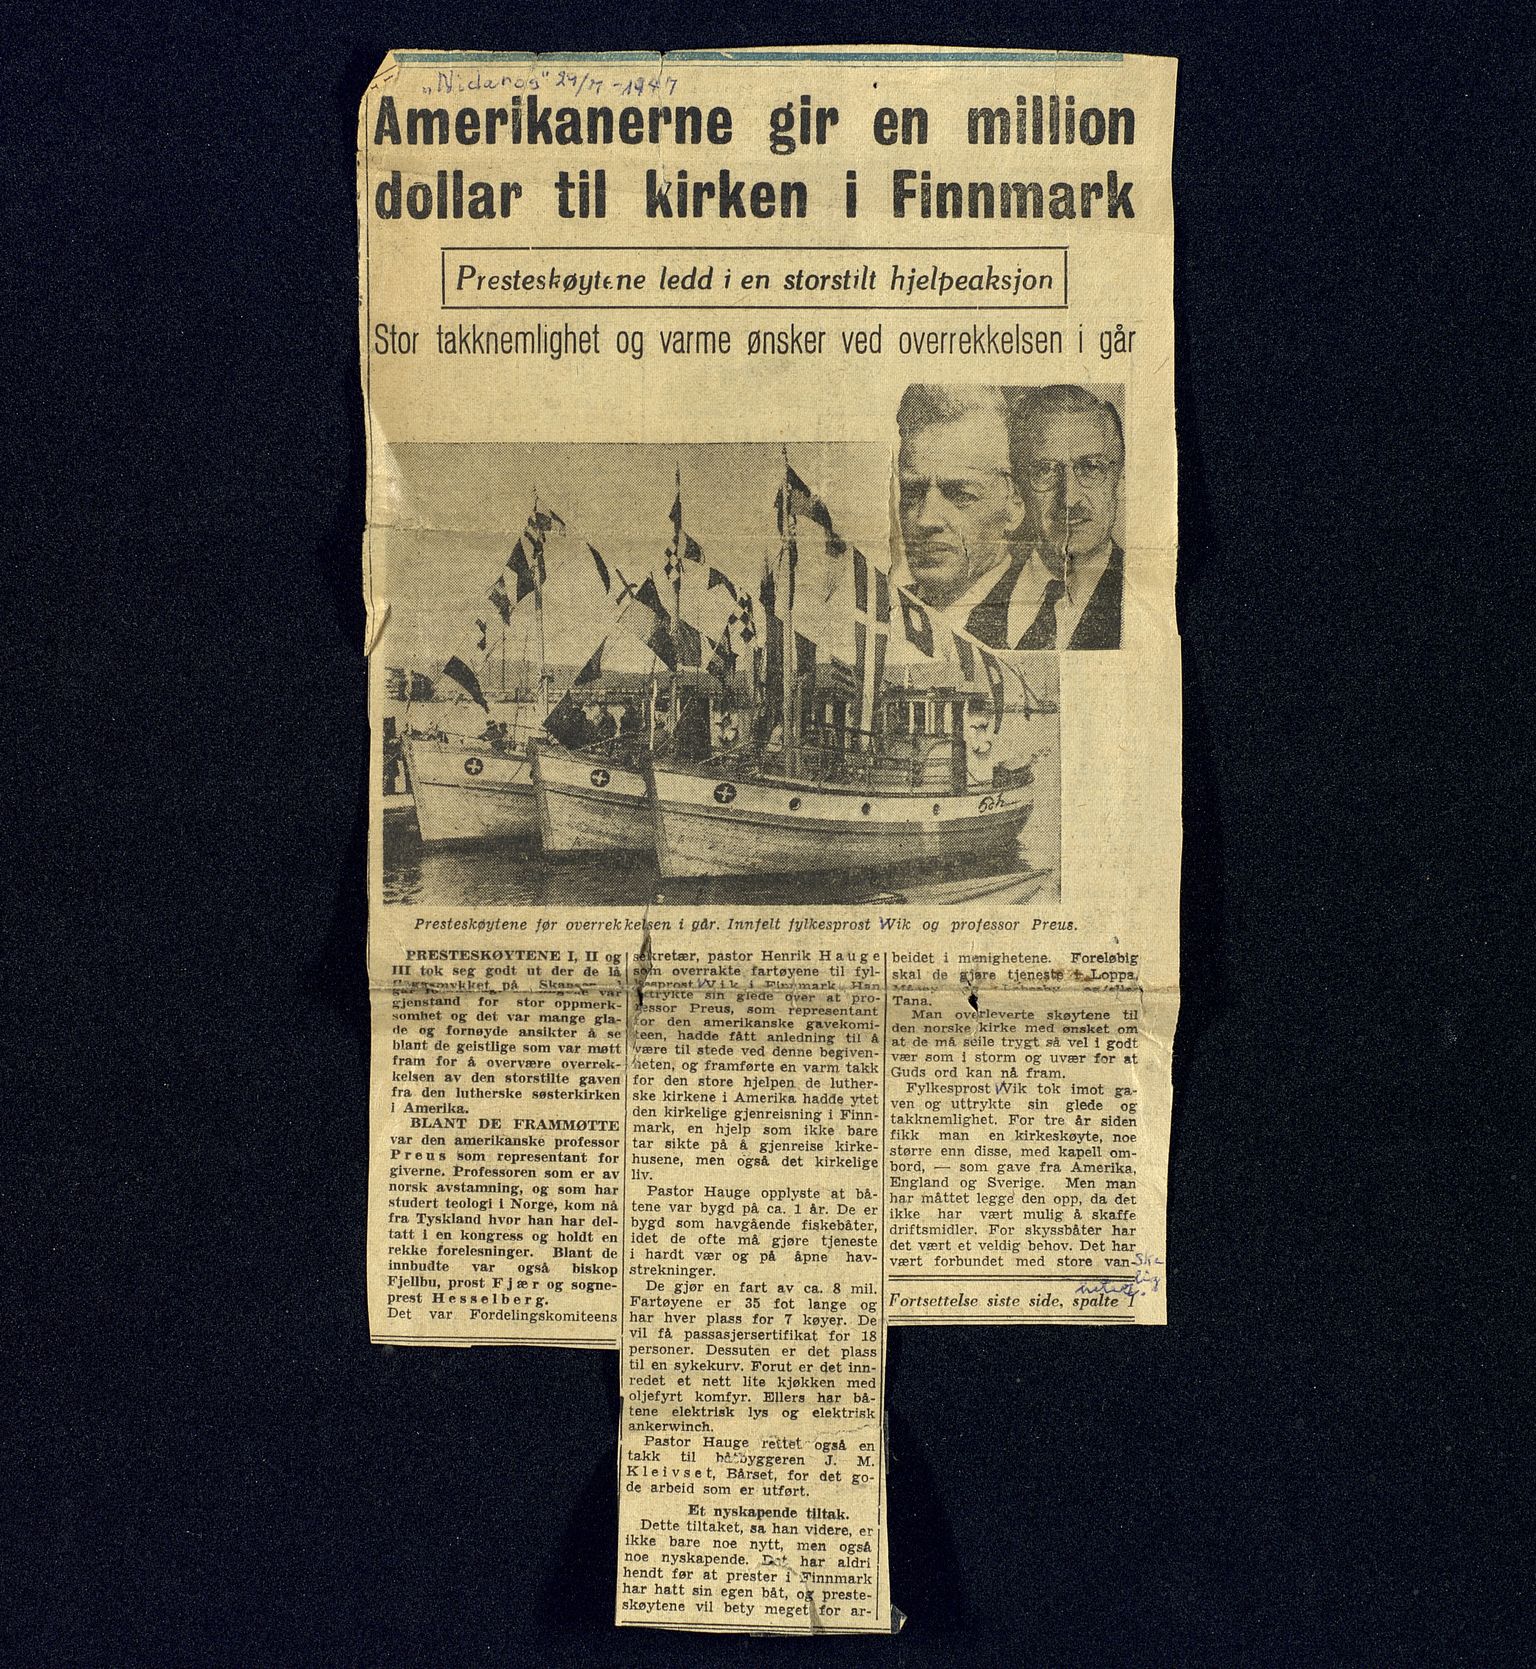 „Nidaros" 29/7-1947
Amerikanerne gir en million
dollar til kirken i Finnmark
Presteskøytene ledd i en storstilt hjelpeaksjon
Stor takknemlighet og varme ønsker ved overrekkelsen i går
Presteskøytene før overrekkelsen i går. Innfelt fylkesprost Wik og professor Preus.
PRESTESKØYTENE I, II og
III tok seg godt ut der de lå
flaggsmykket på
gjenstand for stor oppmerk-
somhet og det var mange gla-
de og fornøyde ansikter å se
blant de geistlige som var møtt
fram for å overvære overrek-
kelsen av den storstilte gaven
fra den lutherske søsterkirken
i Amerika.
BLANT DE FRAMMØTTE
var den amerikanske professor
Preus som representant for
giverne. Professoren som er av
norsk avstamning, og som har
studert teologi i Norge, kom nå
fra Tyskland hvor han har del-
tatt i en kongress og holdt en
rekke forelesninger. Blant de
innbudte var også biskop
Fjellbu, prost Fjær og sogne-
prest Hesselberg.
Det var Fordelingskomiteens
sekretær, pastor Henrik Hauge
som overrakte fartøyene til fyl-
kesprost Wik i Finnmark. Han
uttrykte sin glede over at pro-
fessor Preus, som representant
for den amerikanske gavekomi-
teen, hadde fått anledning til å
være til stede ved denne begiven-
heten, og framførte en varm takk
for den store hjelpen de luther-
ske kirkene i Amerika hadde ytet
den kirkelige gjenreisning i Finn-
mark, en hjelp som ikke bare
tar sikte på å gjenreise kirke-
husene, men også det kirkelige
liv.
Pastor Hauge opplyste at bå-
tene var bygd på ca. 1 år. De er
bygd som havgående fiskebåter,
idet de ofte må gjøre tjeneste
i hardt vær og på åpne hav-
strekninger.
De gjør en fart av ca. 8 mil.
Fartøyene er 35 fot lange og
har hver plass for 7 køyer. De
vil få passasjersertifikat for 18
personer. Dessuten er det plass
til en sykekurv. Forut er det inn-
redet et nett lite kjøkken med
oljefyrt komfyr. Ellers har bå-
tene elektrisk lys og elektrisk
ankerwinch.
Pastor Hauge rettet også en
takk til båtbyggeren J. M.
Kleivset, Bårset, for det go-
de arbeid som er utført.
Et nyskapende tiltak.
Dette tiltaket, sa han videre, er
ikke bare noe nytt, men også
noe nyskapende. Det har aldri
hendt før at prester i Finnmark
har hatt sin egen båt, og preste-
skøytene vil bety meget for ar-
beidet i menighetene. Foreløbig
skal de gjøre tjeneste i Loppa,
Tana.
Man overleverte skøytene til
den norske kirke med ønsket om
at de må seile trygt så vel i godt
vær som i storm og uvær for at
Guds ord kan nå fram.
Fylkesprost Wik tok imot ga-
ven og uttrykte sin glede og
takknemlighet. For tre år siden
fikk man en kirkeskøyte, noe
større enn disse, med kapell om-
bord, — som gave fra Amerika,
England og Sverige. Men man
har måttet legge den opp, da det
ikke har vært mulig å skaffe
driftsmidler. For skyssbåter har
det vært et veldig behov. Det har
vært forbundet med store van-
ske
lig
heter.
Fortsettelse siste side, spalte 1